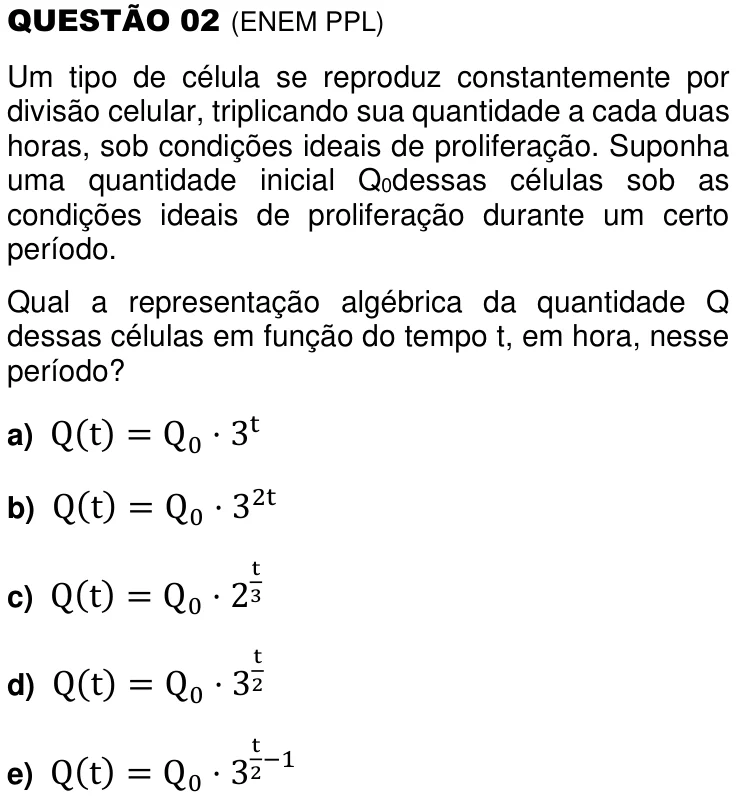 QUESTÃO 02 (ENEM PPL)
Um tipo de célula se reproduz constantemente por
divisão celular, triplicando sua quantidade a cada duas
horas, sob condições ideais de proliferação. Suponha
uma quantidade inicial Q₀dessas células sob as
condições ideais de proliferação durante um certo
período.
Qual a representação algébrica da quantidade Q
dessas células em função do tempo t, em hora, nesse
período?
a) Q(t) = Q₀ · 3^t
b) Q(t) = Q₀ · 3^(2t)
c) Q(t) = Q₀ · 2^(t/3)
d) Q(t) = Q₀ · 3^(t/2)
e) Q(t) = Q₀ · 3^(t/2−1)